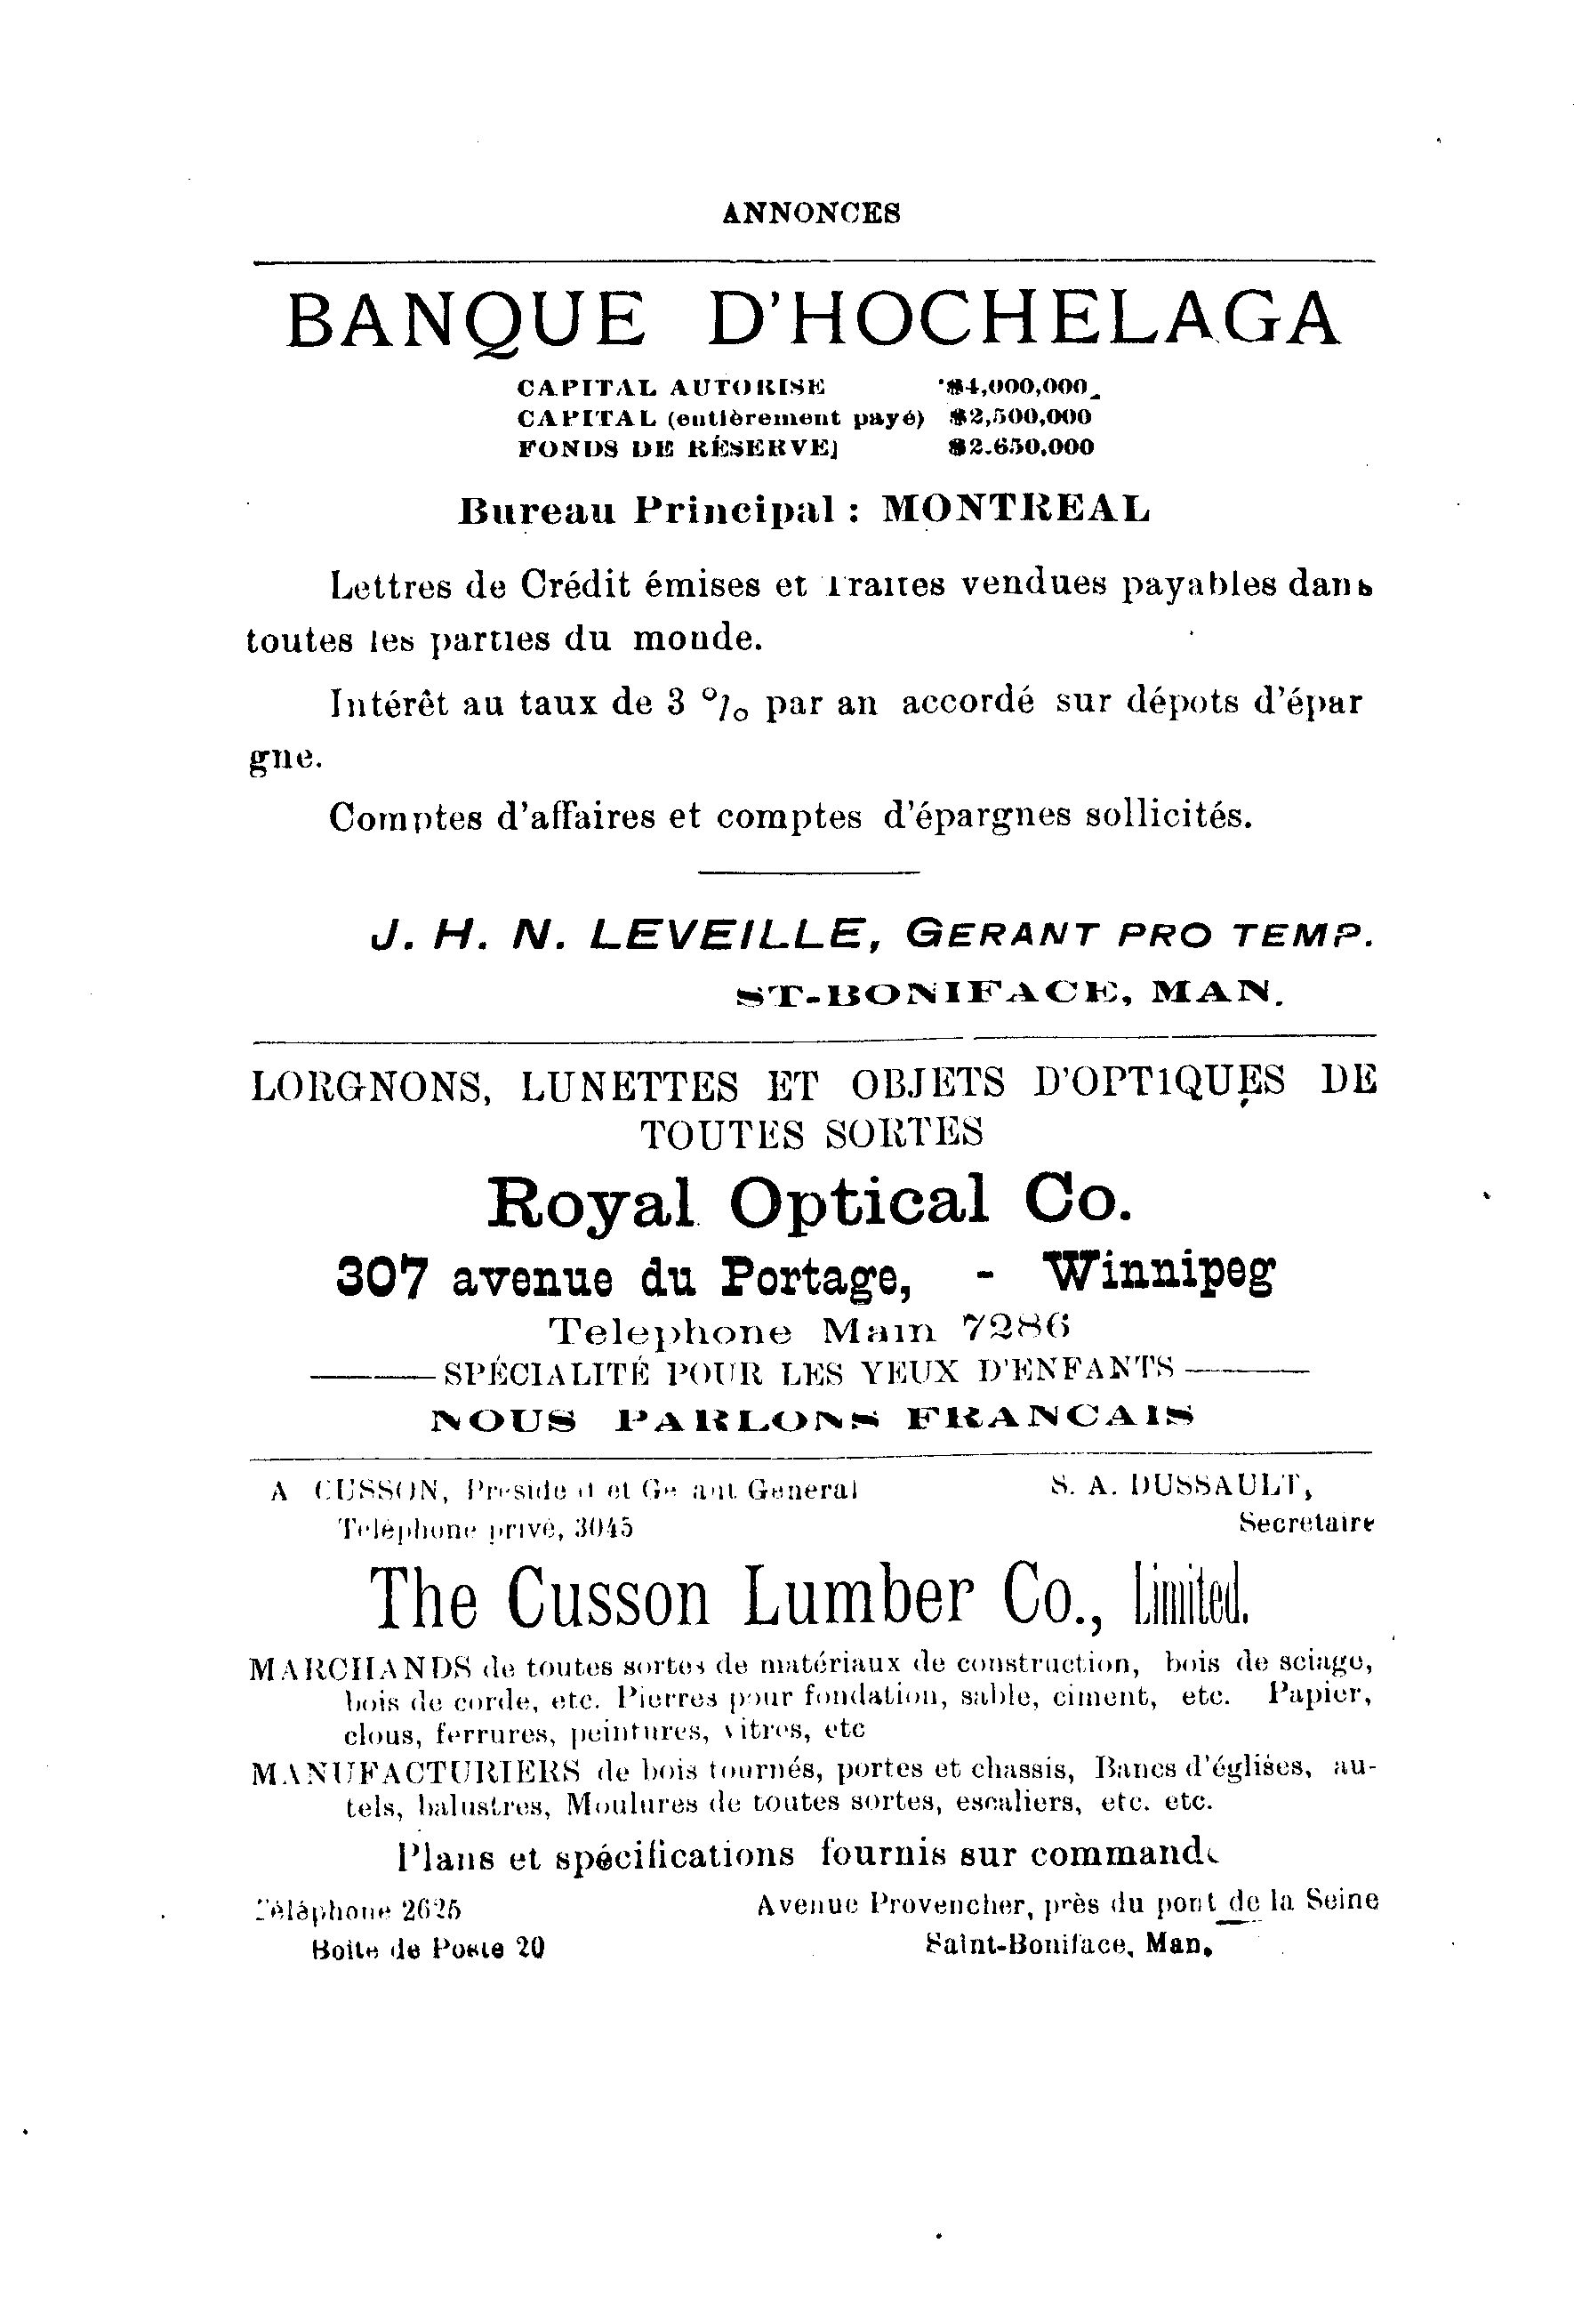 ANNONCES
BANQUE D'HOCHELAGA
CAPITAL AUTORISE $4,000,000
CAPITAL (entièrement payé) $2,500,000
FONDS DE RÉSERVE] $2.650.000
Bureau Principal : MONTREAL
Lettres de Crédit émises et Traites vendues payables dans
toutes les parties du monde.
Intérêt au taux de 3 % par an accordé sur dépots d'épar
gne.
Comptes d'affaires et comptes d'épargnes sollicités.
J. H. N. LEVEILLE, GERANT PRO TEMP.
ST-BONIFACE, MAN.
LORGNONS, LUNETTES ET OBJETS D'OPTIQUES DE
TOUTES SORTES
Royal Optical Co.
307 avenue du Portage, - Winnipeg
Telephone Main 7286
SPÉCIALITÉ POUR LES YEUX D'ENFANTS
NOUS PARLONS FRANCAIS
A CUSSON, President et Gerant General S. A. DUSSAULT,
Teléphone privé, 3045 Secretaire
The Cusson Lumber Co., Limited.
MARCHANDS de toutes sortes de matériaux de construction, bois de sciage,
bois de corde, etc. Pierres pour fondation, sable, ciment, etc. Papier,
clous, ferrures, peintures, vitres, etc
MANUFACTURIERS de bois tournés, portes et chassis, Bancs d'églises, au-
tels, balustres, Moulures de toutes sortes, escaliers, etc. etc.
Plans et spécifications fournis sur commande
Téléphone 2625 Avenue Provencher, près du pont de la Seine
Boite de Poste 20 Saint-Boniface, Man.